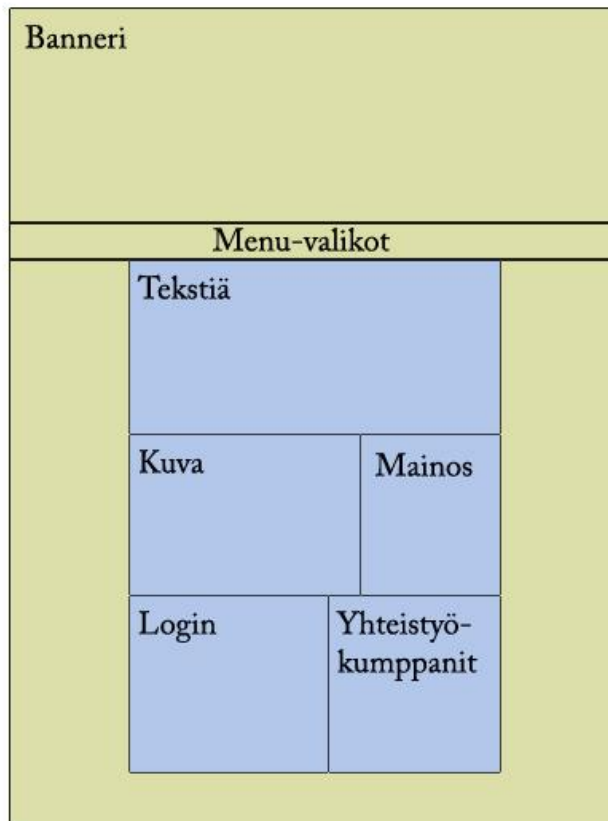 Banneri
Menu-valikot
Tekstiä
Kuva
Mainos
Login
Yhteistyö-
kumppanit